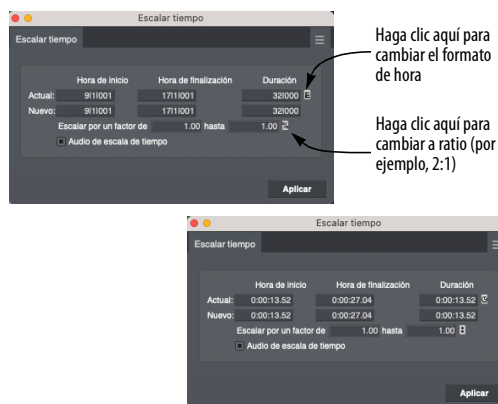 Escalar tiempo
Escalar tiempo
Hora de inicio Hora de finalización Duración
Actual: 9|1|001 17|1|001 32|000
Nuevo: 9|1|001 17|1|001 32|000
Escalar por un factor de 1.00 hasta 1.00
Audio de escala de tiempo
Aplicar
Haga clic aquí para
cambiar el formato
de hora
Haga clic aquí para
cambiar a ratio (por
ejemplo, 2:1)
Escalar tiempo
Escalar tiempo
Hora de inicio Hora de finalización Duración
Actual: 0:00:13.52 0:00:27.04 0:00:13.52
Nuevo: 0:00:13.52 0:00:27.04 0:00:13.52
Escalar por un factor de 1.00 hasta 1.00
Audio de escala de tiempo
Aplicar